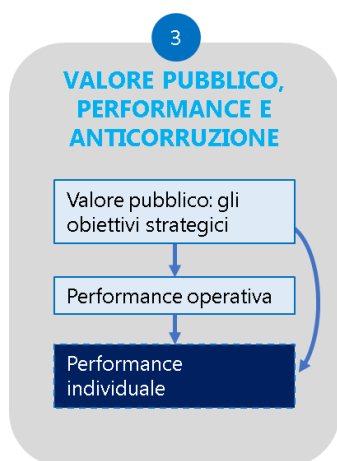 3
VALORE PUBBLICO,
PERFORMANCE E
ANTICORRUZIONE
Valore pubblico: gli
obiettivi strategici
Performance operativa
Performance
individuale